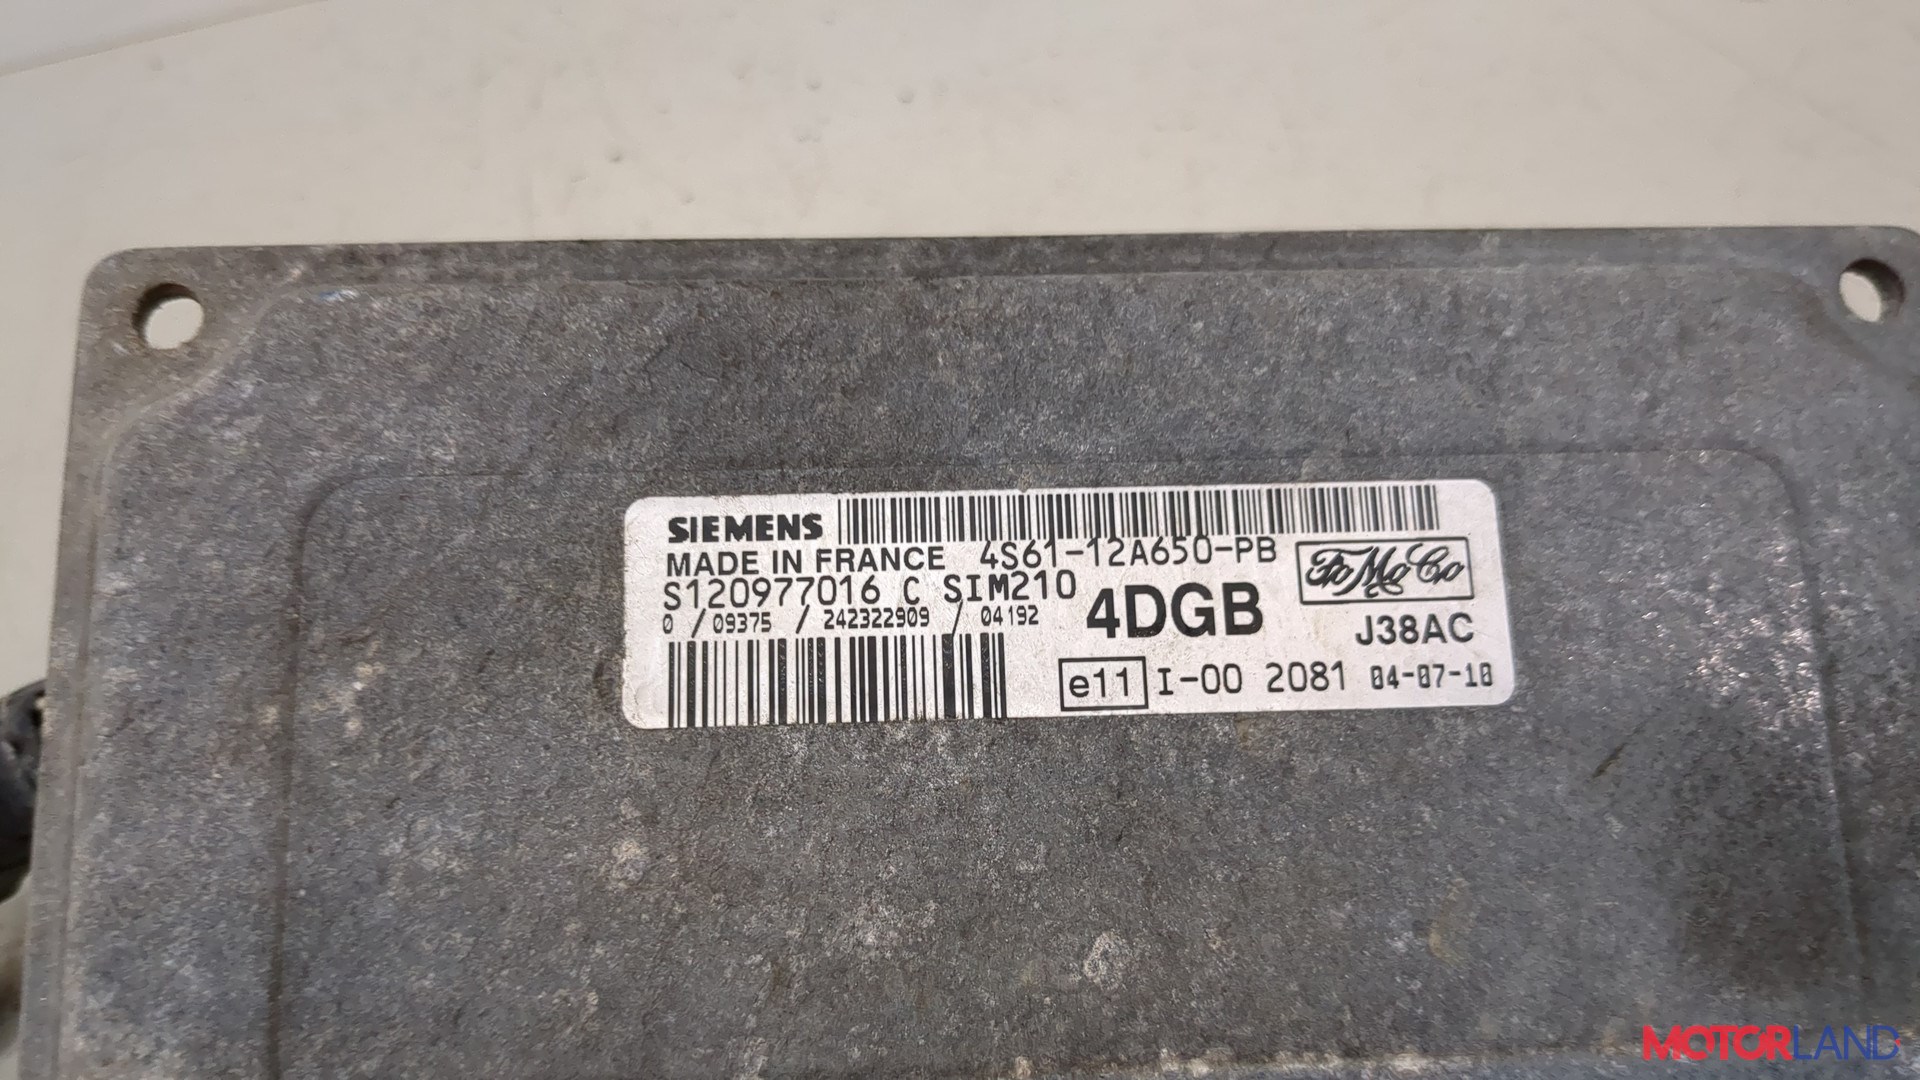 SIEMENS
MADE IN FRANCE 4S61-12A650-PB FoMoCo
S120977016 C SIM210 4DGB J38AC
0 / 09375 / 242322909 / 04192
e11 I-00 2081 04-07-10
MOTORLAND